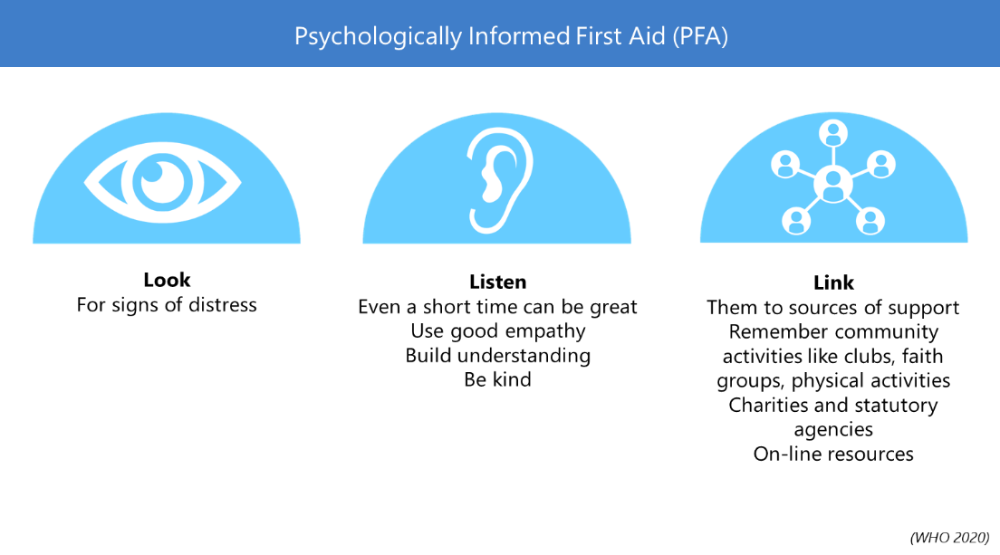 Psychologically Informed First Aid (PFA)
Look
For signs of distress
Listen
Even a short time can be great
Use good empathy
Build understanding
Be kind
Link
Them to sources of support
Remember community
activities like clubs, faith
groups, physical activities
Charities and statutory
agencies
On-line resources
(WHO 2020)